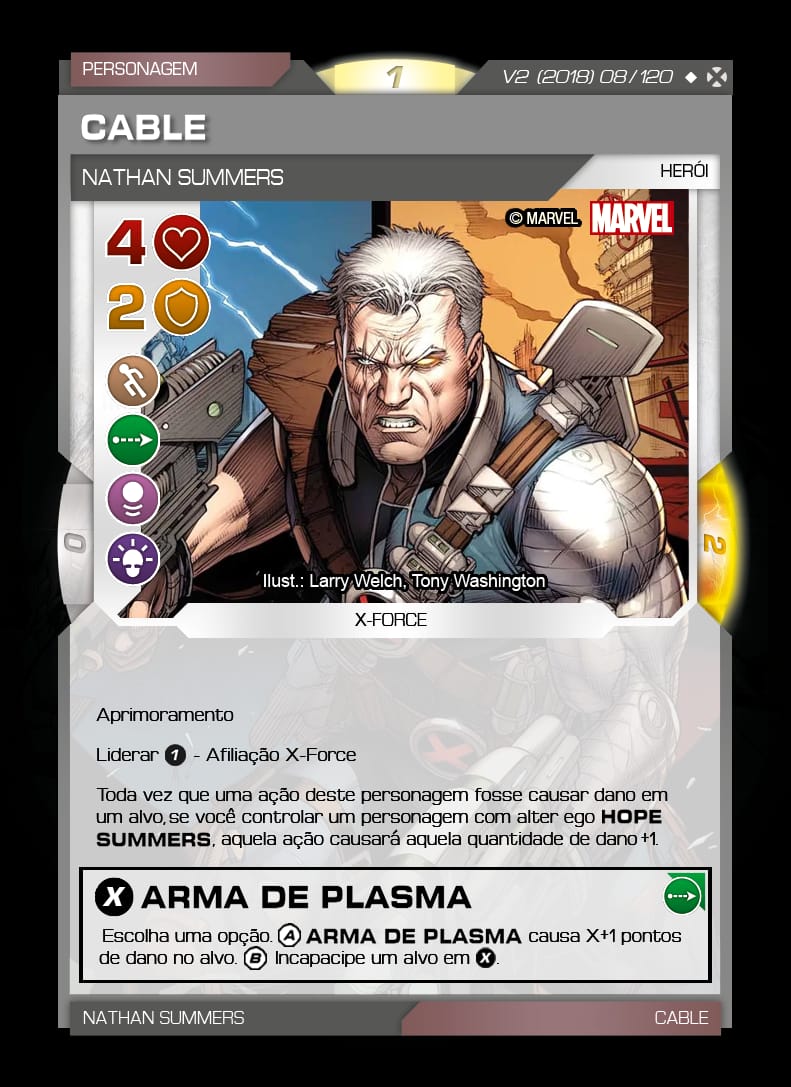 PERSONAGEM
1
V2 (2018) 08/120
CABLE
NATHAN SUMMERS
HERÓI
© MARVEL MARVEL
4
2
0
2
Ilust.: Larry Welch, Tony Washington
X-FORCE
Aprimoramento
Liderar 1 - Afiliação X-Force
Toda vez que uma ação deste personagem fosse causar dano em
um alvo, se você controlar um personagem com alter ego HOPE
SUMMERS, aquela ação causará aquela quantidade de dano +1.
X ARMA DE PLASMA
Escolha uma opção. A ARMA DE PLASMA causa X+1 pontos
de dano no alvo. B Incapacipe um alvo em X.
NATHAN SUMMERS
CABLE